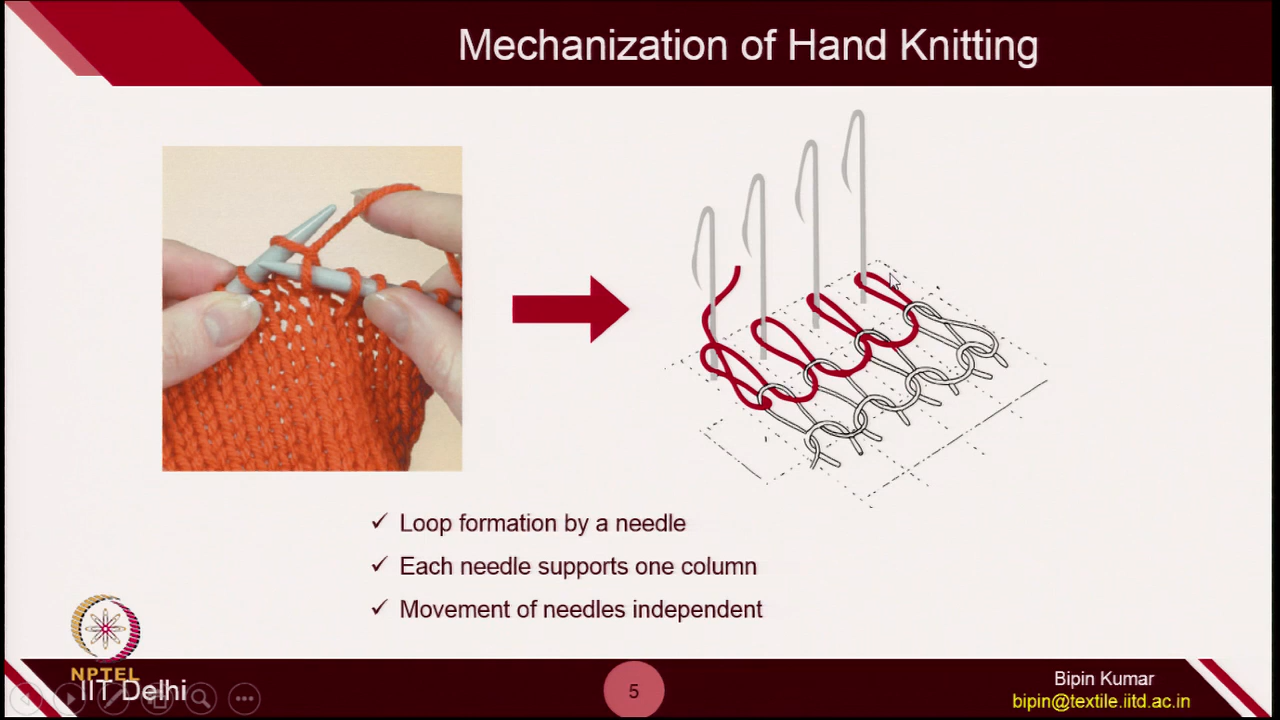 Mechanization of Hand Knitting
✓ Loop formation by a needle
✓ Each needle supports one column
✓ Movement of needles independent
NPTEL
IIT Delhi
5
Bipin Kumar
bipin@textile.iitd.ac.in